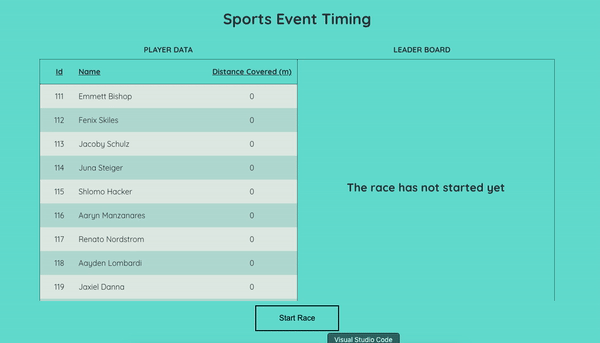 Sports Event Timing
PLAYER DATA
LEADER BOARD
Id Name Distance Covered (m)
111 Emmett Bishop 0
112 Fenix Skiles 0
113 Jacoby Schulz 0
114 Juna Steiger 0
115 Shlomo Hacker 0
116 Aaryn Manzanares 0
117 Renato Nordstrom 0
118 Aayden Lombardi 0
119 Jaxiel Danna 0
The race has not started yet
Start Race
Visual Studio Code